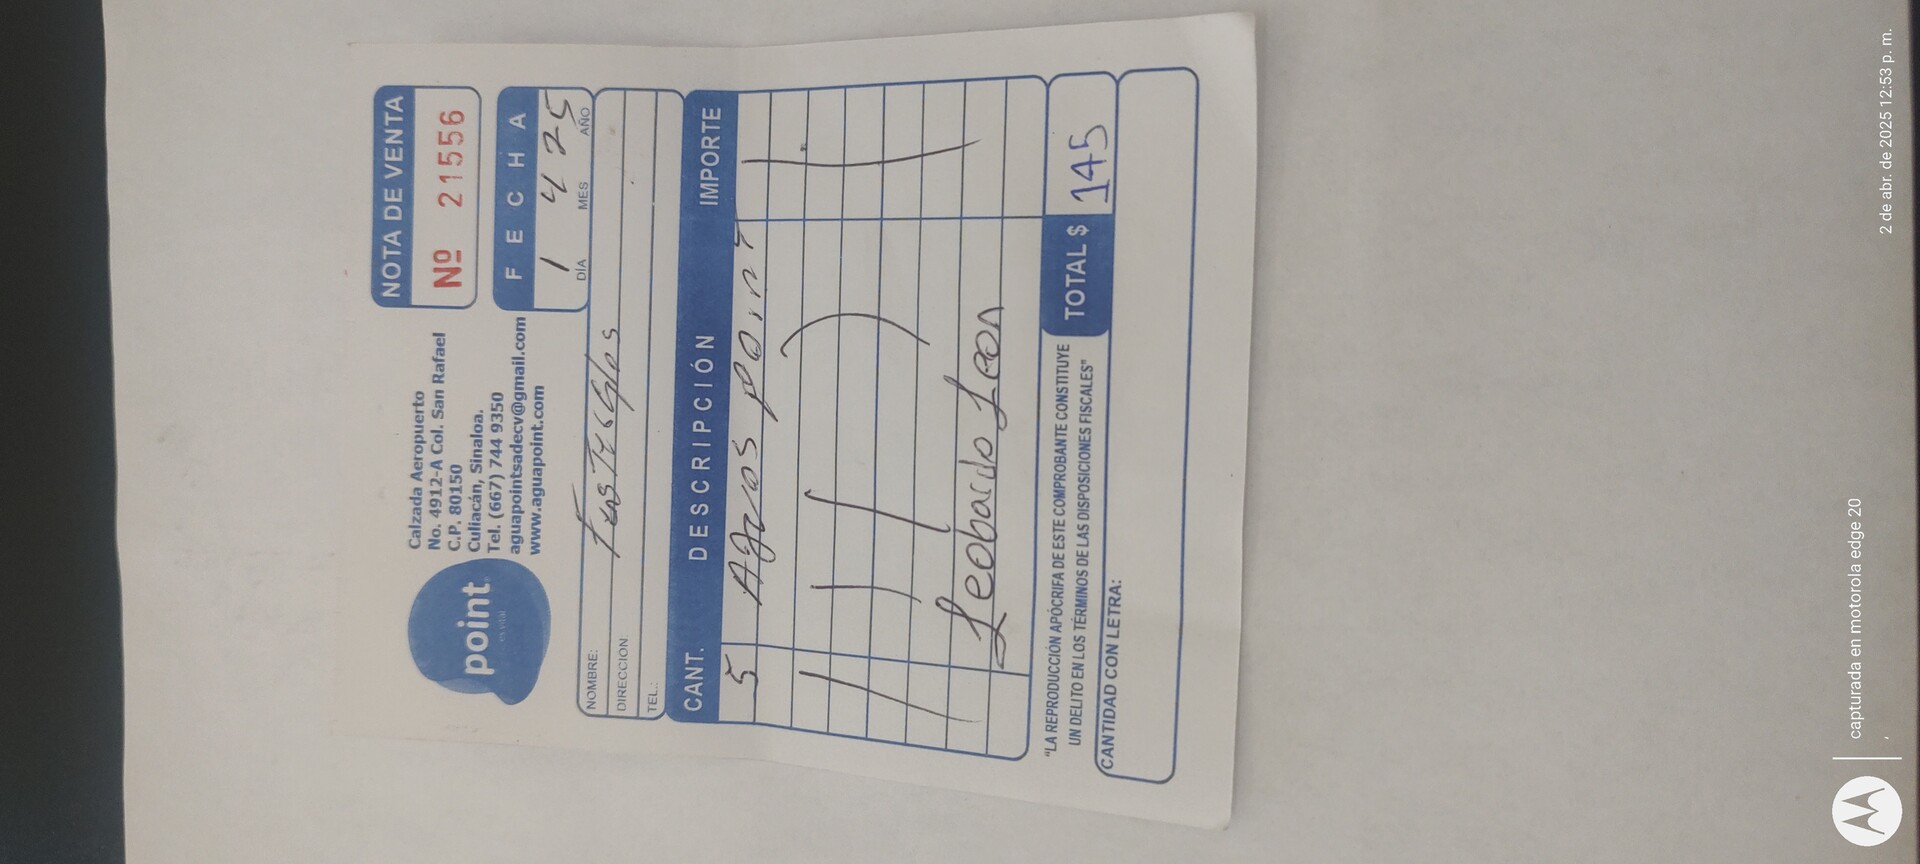 point
es vital
Calzada Aeropuerto
No. 4912-A Col. San Rafael
C.P. 80150
Culiacán, Sinaloa.
Tel. (667) 744 9350
aguapointsadecv@gmail.com
www.aguapoint.com
NOTA DE VENTA
Nº 21556
FECHA
1 4 25
DÍA MES AÑO
NOMBRE:
DIRECCIÓN:
TEL.:
CANT. DESCRIPCIÓN IMPORTE
5 Aguas point
Leobardo Leon
"LA REPRODUCCIÓN APÓCRIFA DE ESTE COMPROBANTE CONSTITUYE
UN DELITO EN LOS TÉRMINOS DE LAS DISPOSICIONES FISCALES"
TOTAL $ 145
CANTIDAD CON LETRA:
capturada en motorola edge 20
2 de abr. de 2025 12:53 p. m.